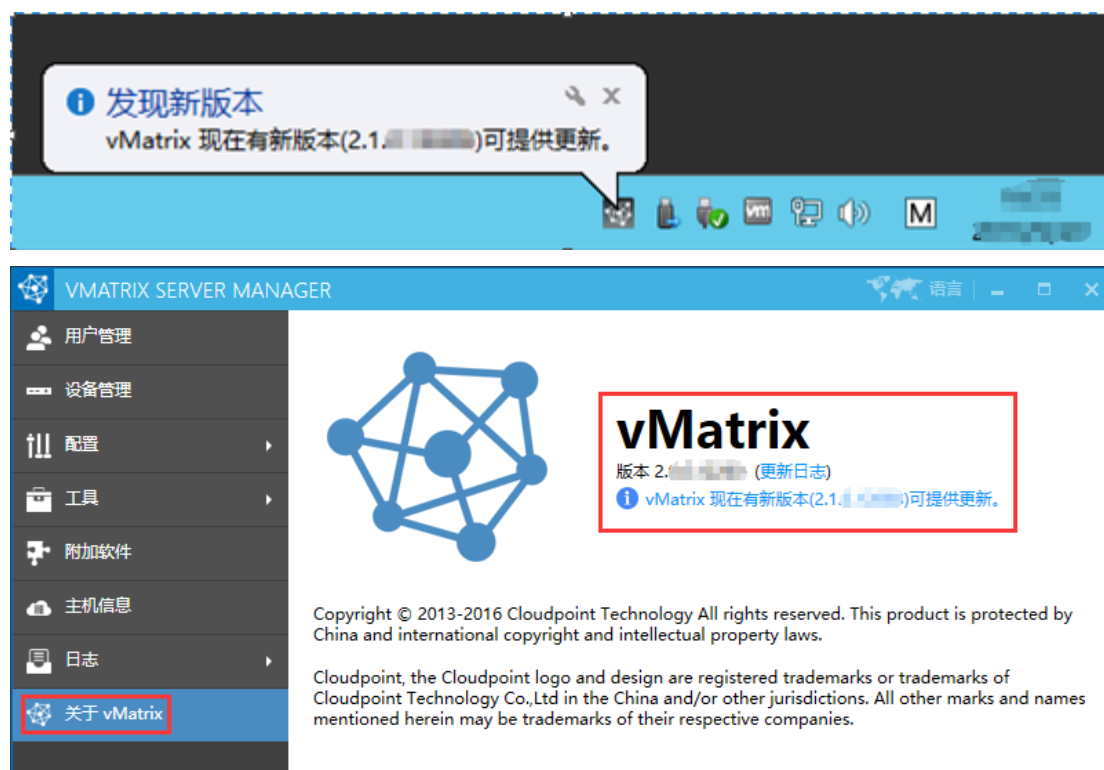 发现新版本
vMatrix 现在有新版本(2.1. )可提供更新。
vm
M
VMATRIX SERVER MANAGER
语言
用户管理
设备管理
配置
工具
附加软件
主机信息
日志
关于 vMatrix
vMatrix
版本 2. (更新日志)
vMatrix 现在有新版本(2.1. )可提供更新。
Copyright © 2013-2016 Cloudpoint Technology All rights reserved. This product is protected by
China and international copyright and intellectual property laws.
Cloudpoint, the Cloudpoint logo and design are registered trademarks or trademarks of
Cloudpoint Technology Co.,Ltd in the China and/or other jurisdictions. All other marks and names
mentioned herein may be trademarks of their respective companies.